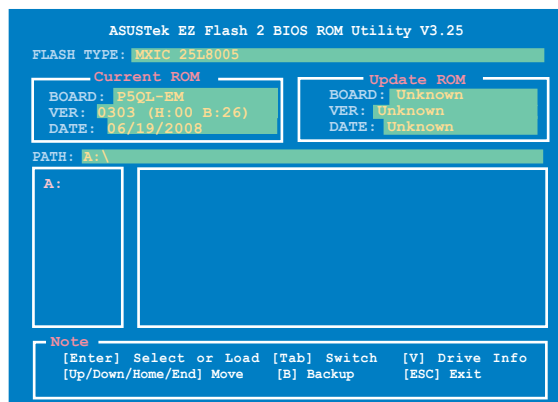 ASUSTek EZ Flash 2 BIOS ROM Utility V3.25
FLASH TYPE: MXIC 25L8005
Current ROM
BOARD: P5QL-EM
VER: 0303 (H:00 B:26)
DATE: 06/19/2008
Update ROM
BOARD: Unknown
VER: Unknown
DATE: Unknown
PATH: A:\
A:
Note
[Enter] Select or Load [Tab] Switch [V] Drive Info
[Up/Down/Home/End] Move [B] Backup [ESC] Exit